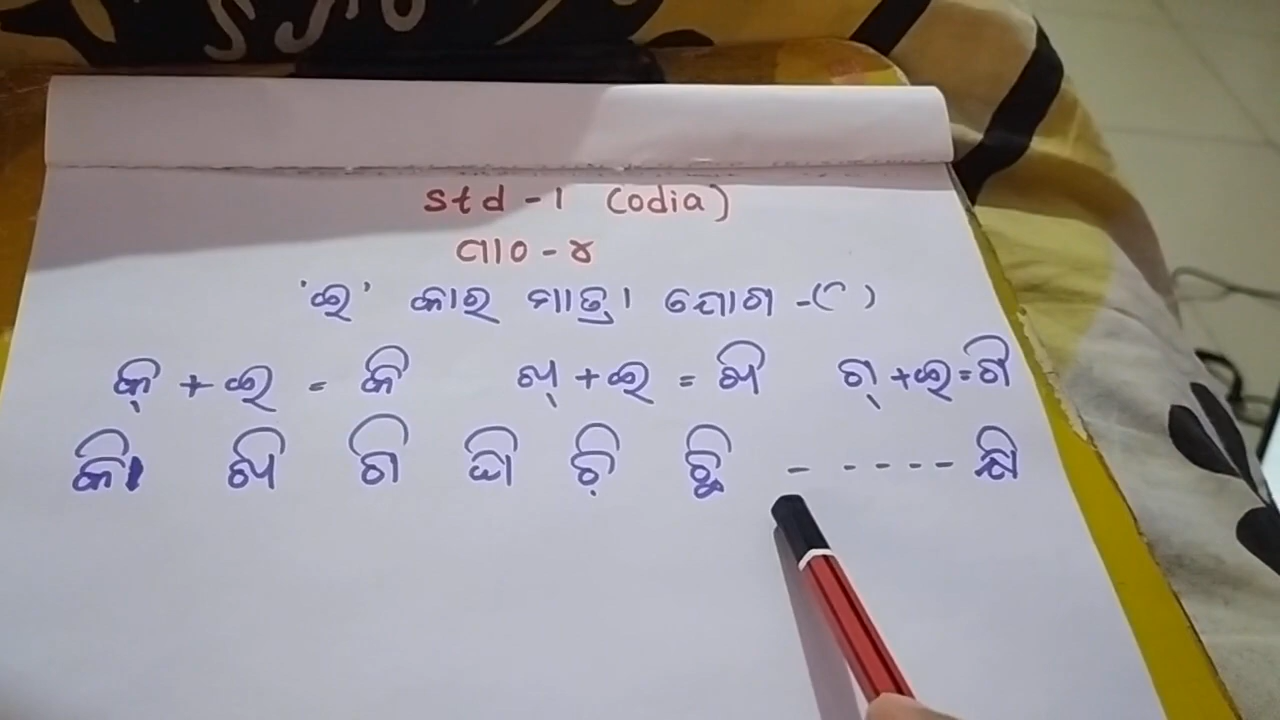 std - 1 (odia)
ପାଠ - ୪
'ଇ' କାର ମାତ୍ରା ଯୋଗ - ( ି )
କ୍ + ଇ = କି ଖ୍ + ଇ = ଖି ଗ୍ + ଇ = ଗି
କି ଖି ଗି ଘି ଚ଼ି ଛି - - - - - କ୍ଷି